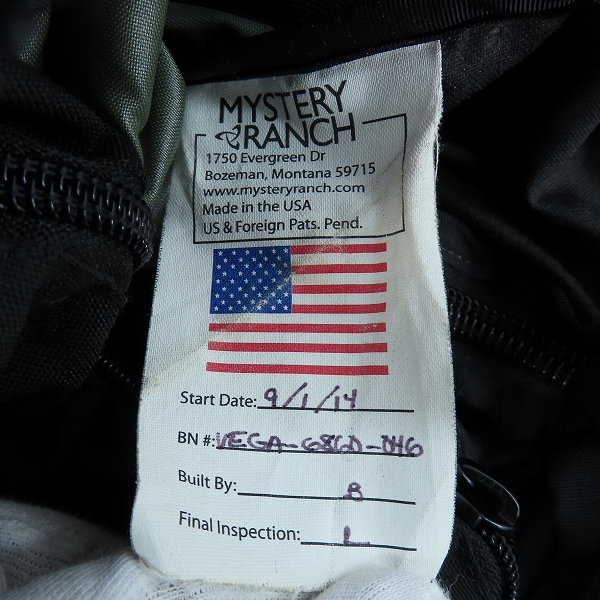 MYSTERY
RANCH
1750 Evergreen Dr
Bozeman, Montana 59715
www.mysteryranch.com
Made in the USA
US & Foreign Pats. Pend.
Start Date: 9/1/14
BN #: VEGA-686D-046
Built By: B
Final Inspection: L